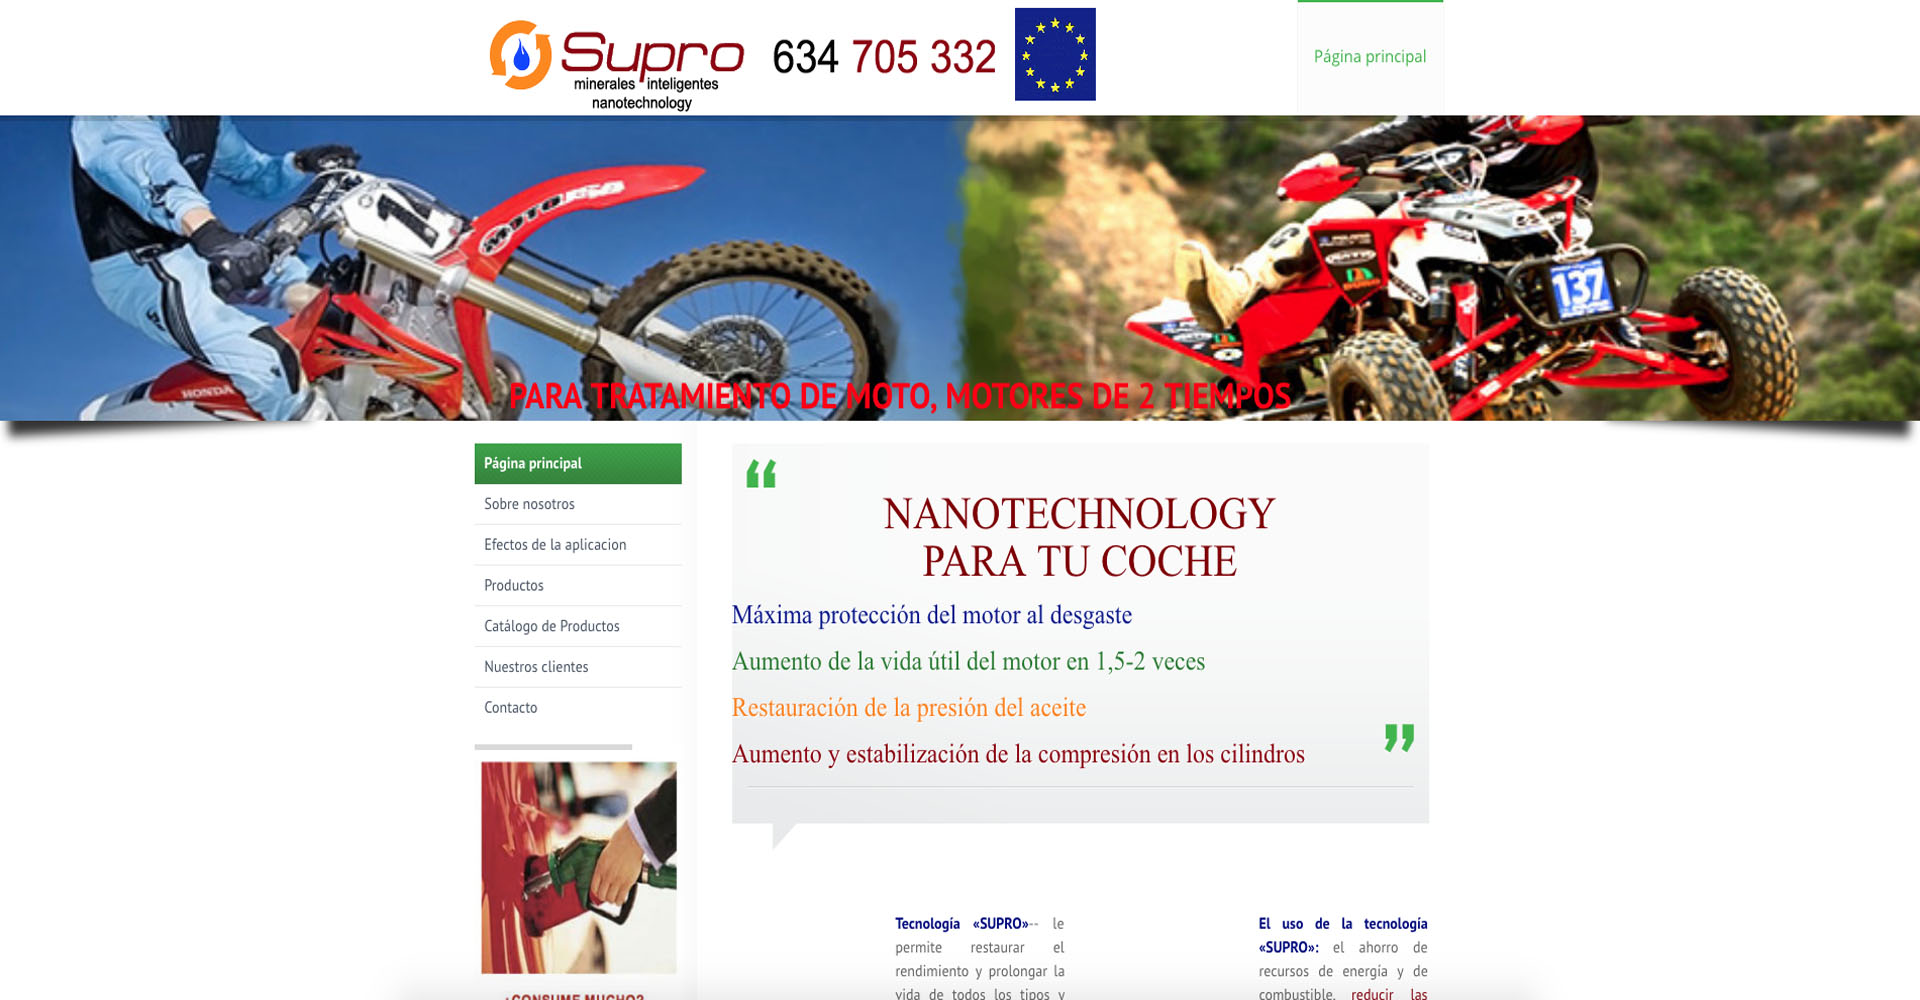 Supro
minerales inteligentes
nanotechnology
634 705 332
Página principal
1
MOTO
HONDA
137
PARA TRATAMIENTO DE MOTO, MOTORES DE 2 TIEMPOS
Página principal
Sobre nosotros
Efectos de la aplicacion
Productos
Catálogo de Productos
Nuestros clientes
Contacto
¿CONSUME MUCHO?
“
NANOTECHNOLOGY
PARA TU COCHE
Máxima protección del motor al desgaste
Aumento de la vida útil del motor en 1,5-2 veces
Restauración de la presión del aceite
Aumento y estabilización de la compresión en los cilindros
”
Tecnología «SUPRO»-- le
permite restaurar el
rendimiento y prolongar la
vida de todos los tipos y
El uso de la tecnología
«SUPRO»: el ahorro de
recursos de energía y de
combustible, reducir las